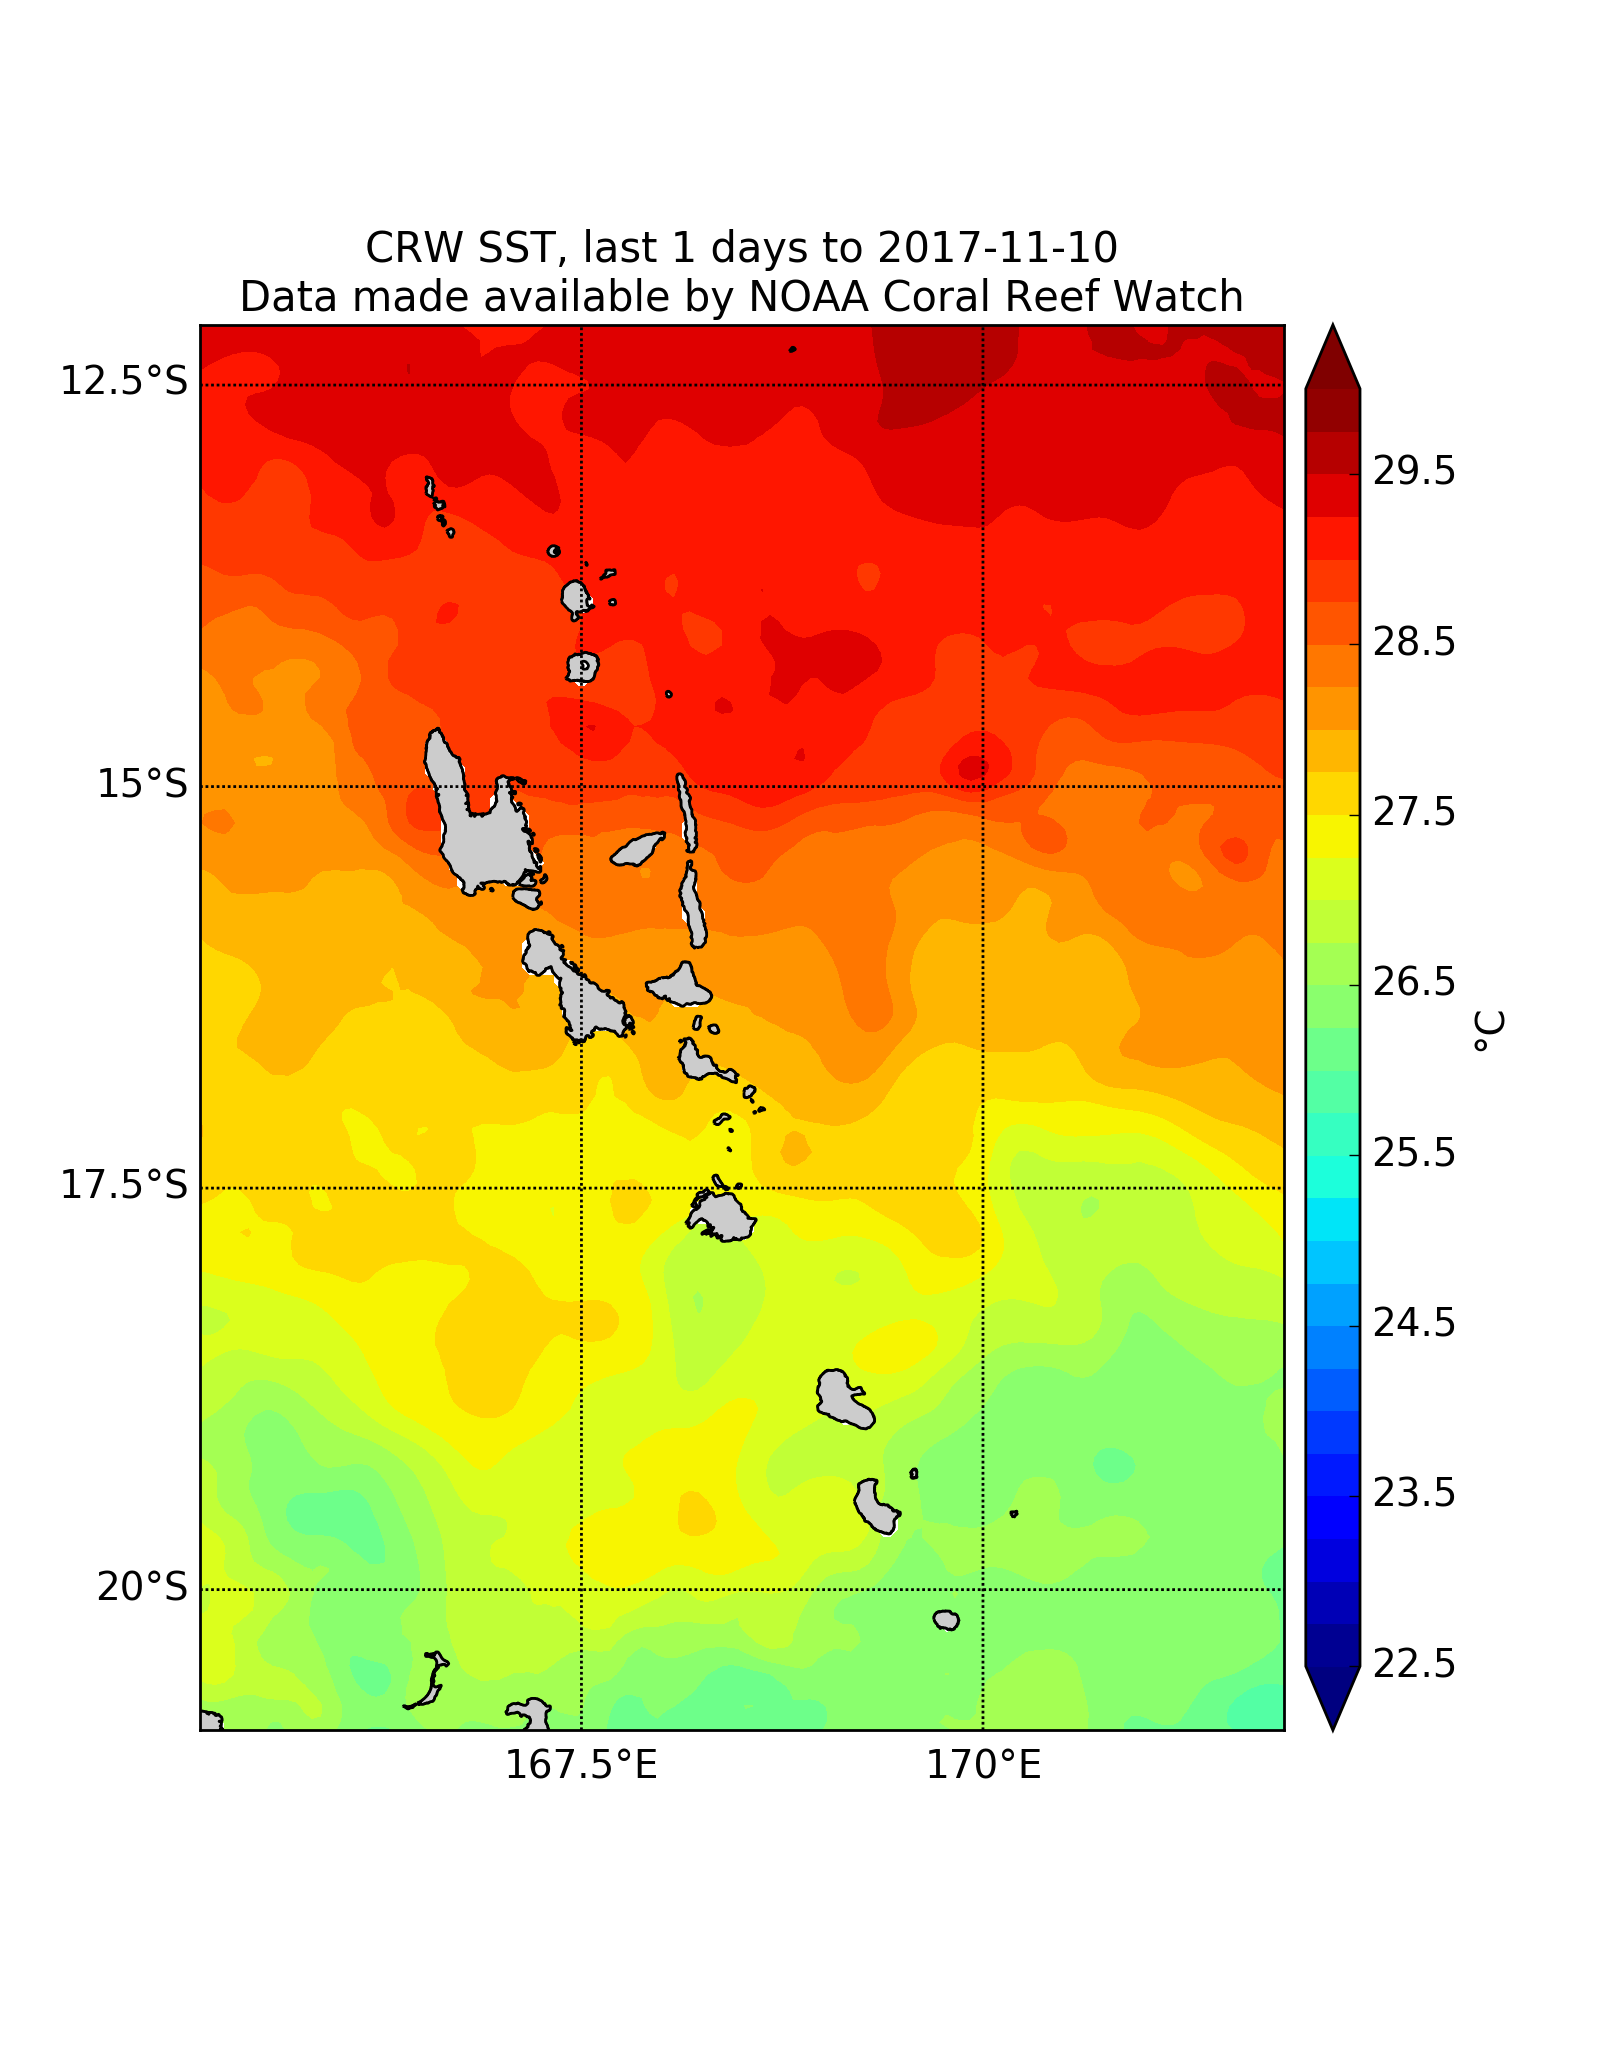 CRW SST, last 1 days to 2017-11-10
Data made available by NOAA Coral Reef Watch
12.5°S
15°S
17.5°S
20°S
167.5°E
170°E
29.5
28.5
27.5
26.5
25.5
24.5
23.5
22.5
°C